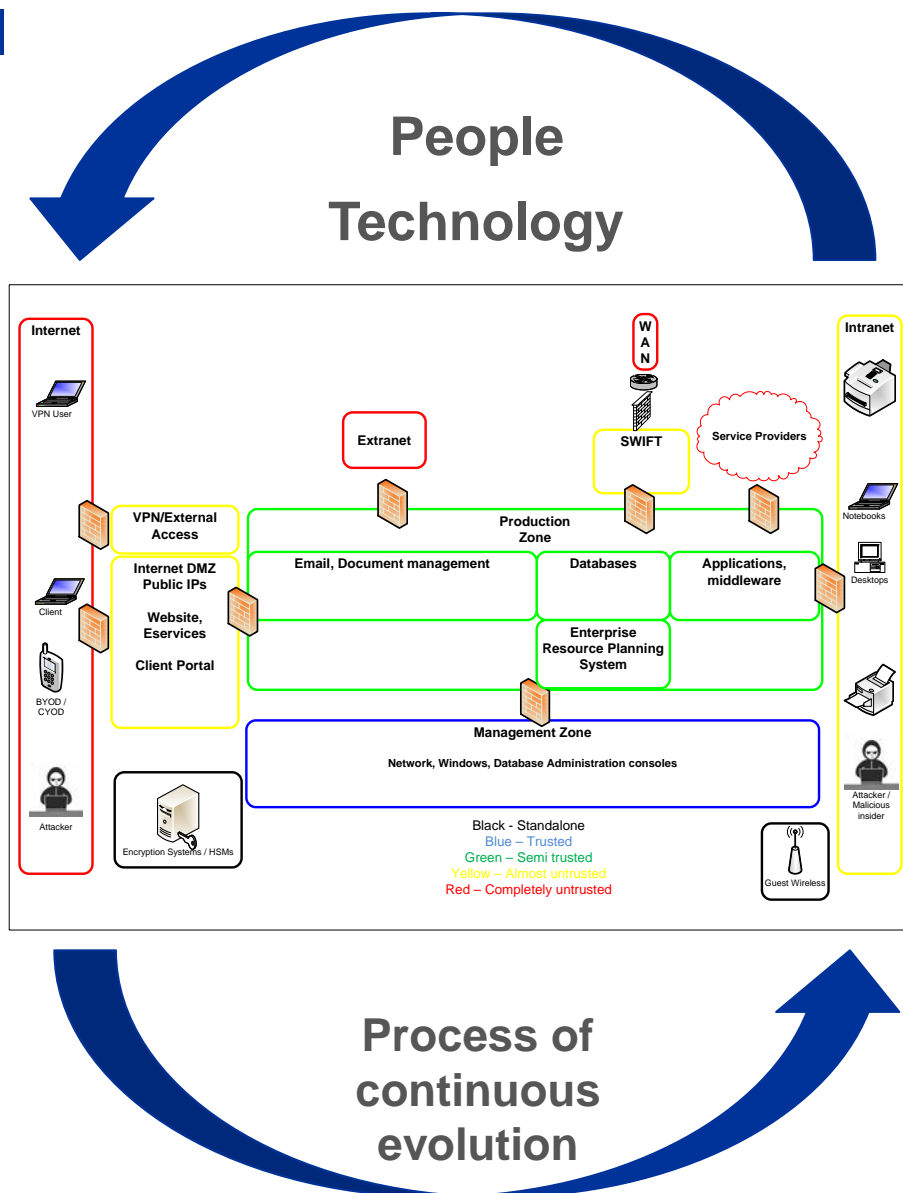 People
Technology
Internet
VPN User
Client
BYOD /
CYOD
Attacker
VPN/External
Access
Internet DMZ
Public IPs
Website,
Eservices
Client Portal
Encryption Systems / HSMs
Extranet
W
A
N
SWIFT
Service Providers
Production
Zone
Email, Document management
Databases
Applications,
middleware
Enterprise
Resource Planning
System
Management Zone
Network, Windows, Database Administration consoles
Black - Standalone
Blue – Trusted
Green – Semi trusted
Yellow – Almost untrusted
Red – Completely untrusted
Guest Wireless
Intranet
Notebooks
Desktops
Attacker /
Malicious
insider
Process of
continuous
evolution